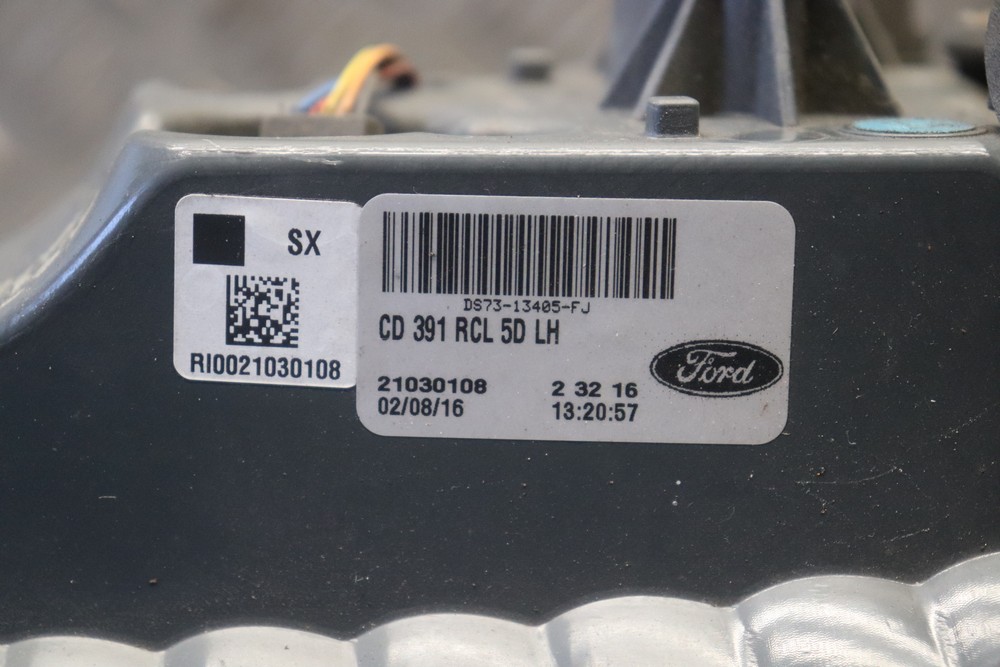 SX
RI0021030108
DS73-13405-FJ
CD 391 RCL 5D LH
21030108 2 32 16
02/08/16 13:20:57
Ford